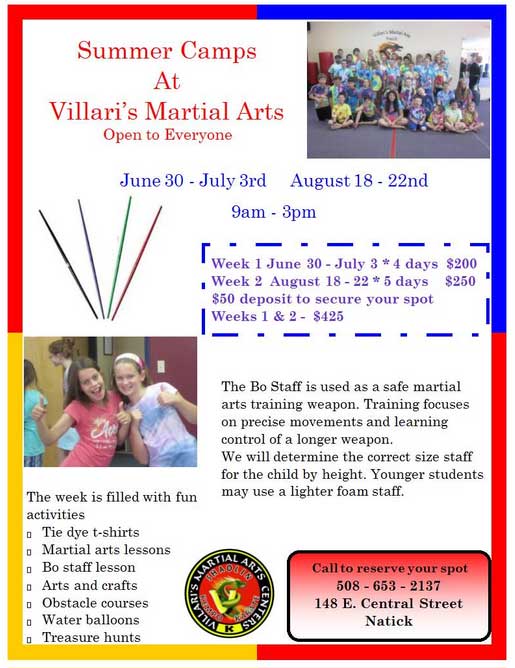 Summer Camps
At
Villari's Martial Arts
Open to Everyone
Villari's Martial Arts
June 30 - July 3rd August 18 - 22nd
9am - 3pm
Week 1 June 30 - July 3 * 4 days $200
Week 2 August 18 - 22 * 5 days $250
$50 deposit to secure your spot
Weeks 1 & 2 - $425
The Bo Staff is used as a safe martial
arts training weapon. Training focuses
on precise movements and learning
control of a longer weapon.
We will determine the correct size staff
for the child by height. Younger students
may use a lighter foam staff.
The week is filled with fun
activities
Tie dye t-shirts
Martial arts lessons
Bo staff lesson
Arts and crafts
Obstacle courses
Water balloons
Treasure hunts
VILLARI'S MARTIAL ARTS CENTERS
SHAOLIN
KEMPO
KARATE
Call to reserve your spot
508 - 653 - 2137
148 E. Central Street
Natick